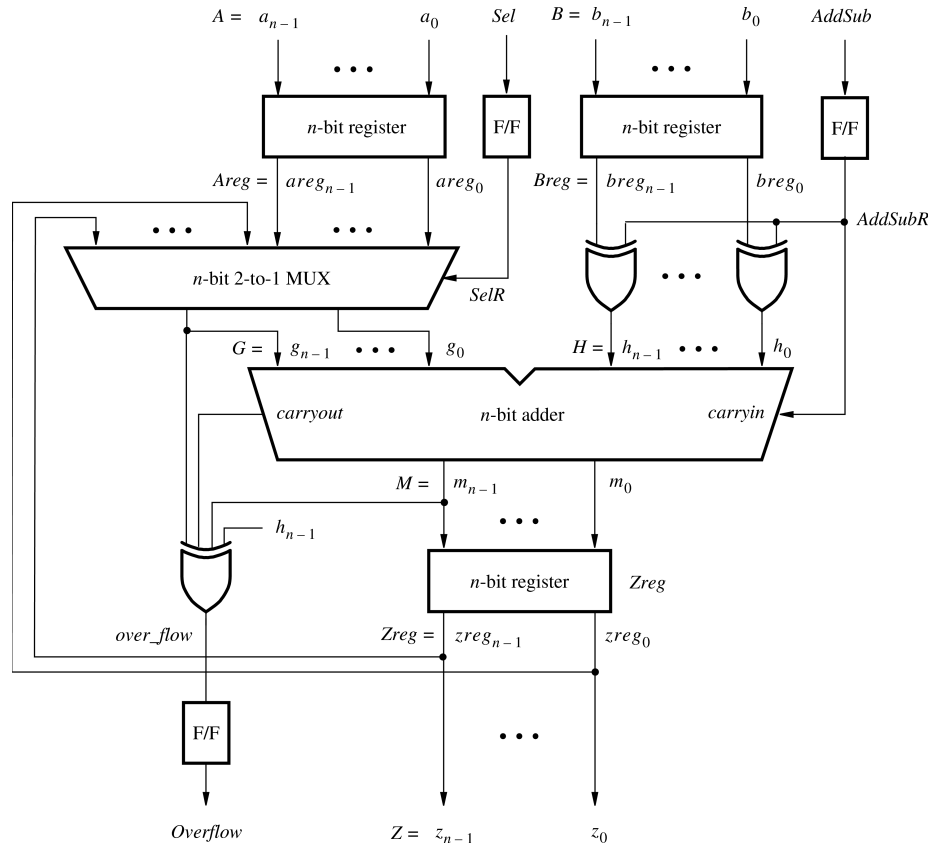 A = a_{n-1} a_0 Sel B = b_{n-1} b_0 AddSub
n-bit register F/F n-bit register F/F
Areg = areg_{n-1} areg_0 Breg = breg_{n-1} breg_0
AddSubR
n-bit 2-to-1 MUX
SelR
G = g_{n-1} g_0 H = h_{n-1} h_0
carryout n-bit adder carryin
M = m_{n-1} m_0
h_{n-1}
n-bit register Zreg
over_flow Zreg = zreg_{n-1} zreg_0
F/F
Overflow Z = z_{n-1} z_0